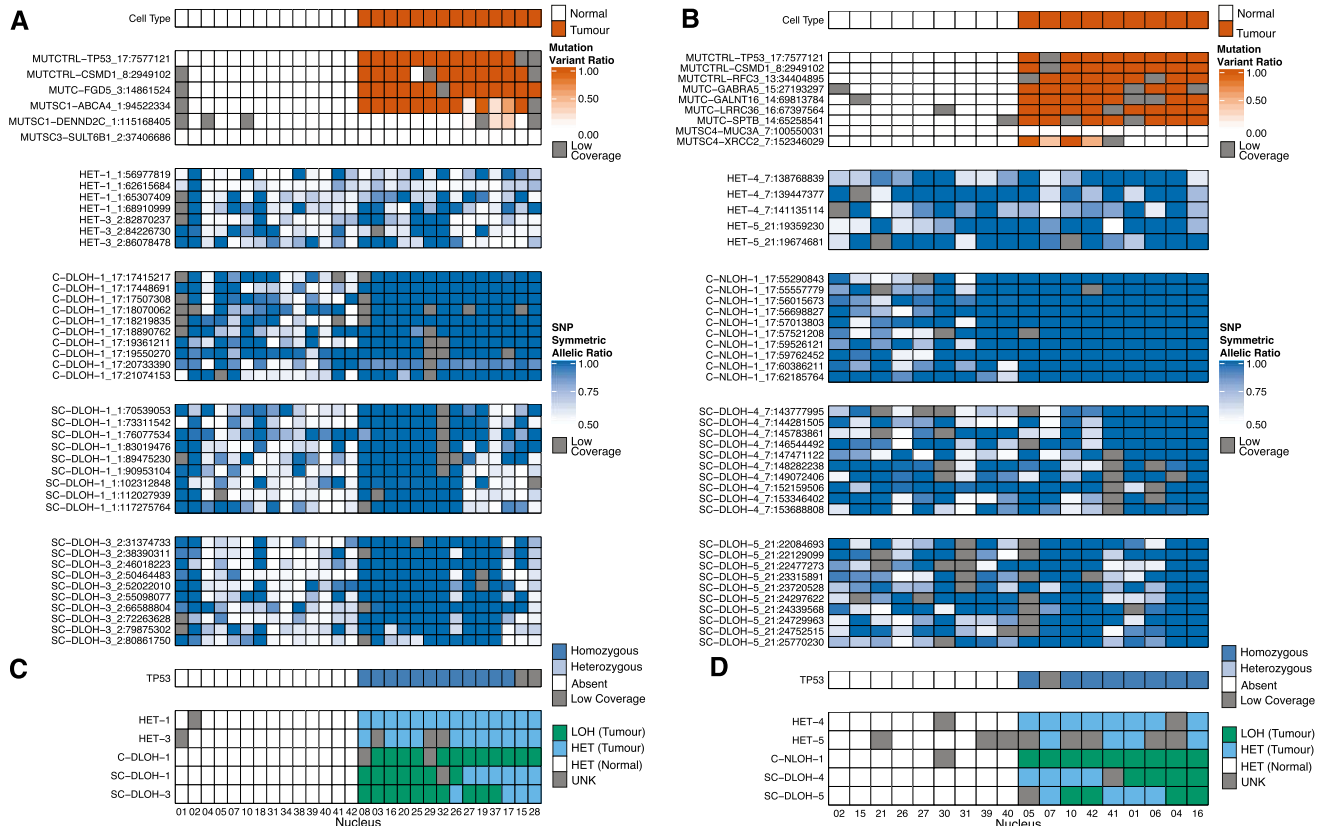 A
Cell Type
Normal
Tumour
MUTCTRL-TP53_17:7577121
MUTCTRL-CSMD1_8:2949102
MUTC-FGD5_3:14861524
MUTSC1-ABCA4_1:94522334
MUTSC1-DENND2C_1:115168405
MUTSC3-SULT6B1_2:37406686
Mutation
Variant Ratio
1.00
0.50
0.00
Low
Coverage
HET-1_1:56977819
HET-1_1:62615684
HET-1_1:65307409
HET-1_1:68910999
HET-3_2:82870237
HET-3_2:84226730
HET-3_2:86078478
C-DLOH-1_17:17415217
C-DLOH-1_17:17448691
C-DLOH-1_17:17507308
C-DLOH-1_17:18070062
C-DLOH-1_17:18219835
C-DLOH-1_17:18890762
C-DLOH-1_17:19361211
C-DLOH-1_17:19550270
C-DLOH-1_17:20733390
C-DLOH-1_17:21074153
SNP
Symmetric
Allelic Ratio
1.00
0.75
0.50
Low
Coverage
SC-DLOH-1_1:70539053
SC-DLOH-1_1:73311542
SC-DLOH-1_1:76077534
SC-DLOH-1_1:83019476
SC-DLOH-1_1:89475230
SC-DLOH-1_1:90953104
SC-DLOH-1_1:102312848
SC-DLOH-1_1:112027939
SC-DLOH-1_1:117275764
SC-DLOH-3_2:31374733
SC-DLOH-3_2:38390311
SC-DLOH-3_2:46018223
SC-DLOH-3_2:50464483
SC-DLOH-3_2:52022010
SC-DLOH-3_2:55098077
SC-DLOH-3_2:66588804
SC-DLOH-3_2:72263628
SC-DLOH-3_2:79875302
SC-DLOH-3_2:80861750
B
Cell Type
Normal
Tumour
MUTCTRL-TP53_17:7577121
MUTCTRL-CSMD1_8:2949102
MUTCTRL-RFC3_13:34404895
MUTC-GABRA5_15:27193297
MUTC-GALNT16_14:69813784
MUTC-LRRC36_16:67397564
MUTC-SPTB_14:65258541
MUTSC4-MUC3A_7:100550031
MUTSC4-XRCC2_7:152346029
Mutation
Variant Ratio
1.00
0.50
0.00
Low
Coverage
HET-4_7:138768839
HET-4_7:139447377
HET-4_7:141135114
HET-5_21:19359230
HET-5_21:19674681
C-NLOH-1_17:55290843
C-NLOH-1_17:55557779
C-NLOH-1_17:56015673
C-NLOH-1_17:56698827
C-NLOH-1_17:57013803
C-NLOH-1_17:57521208
C-NLOH-1_17:59526121
C-NLOH-1_17:59762452
C-NLOH-1_17:60386211
C-NLOH-1_17:62185764
SNP
Symmetric
Allelic Ratio
1.00
0.75
0.50
Low
Coverage
SC-DLOH-4_7:143777995
SC-DLOH-4_7:144281505
SC-DLOH-4_7:145783861
SC-DLOH-4_7:146544492
SC-DLOH-4_7:147471122
SC-DLOH-4_7:148282238
SC-DLOH-4_7:149072406
SC-DLOH-4_7:152159506
SC-DLOH-4_7:153346402
SC-DLOH-4_7:153688808
SC-DLOH-5_21:22084693
SC-DLOH-5_21:22129099
SC-DLOH-5_21:22477273
SC-DLOH-5_21:23315891
SC-DLOH-5_21:23720528
SC-DLOH-5_21:24297622
SC-DLOH-5_21:24339568
SC-DLOH-5_21:24729963
SC-DLOH-5_21:24752515
SC-DLOH-5_21:25770230
C
TP53
Homozygous
Heterozygous
Absent
Low Coverage
HET-1
HET-3
C-DLOH-1
SC-DLOH-1
SC-DLOH-3
LOH (Tumour)
HET (Tumour)
HET (Normal)
UNK
01 02 04 05 07 10 18 31 34 38 39 40 41 42 08 03 16 20 25 29 32 26 27 19 37 17 15 28
Nucleus
D
TP53
Homozygous
Heterozygous
Absent
Low Coverage
HET-4
HET-5
C-NLOH-1
SC-DLOH-4
SC-DLOH-5
LOH (Tumour)
HET (Tumour)
HET (Normal)
UNK
02 15 21 26 27 30 31 39 40 05 07 10 42 41 01 06 04 16
Nucleus